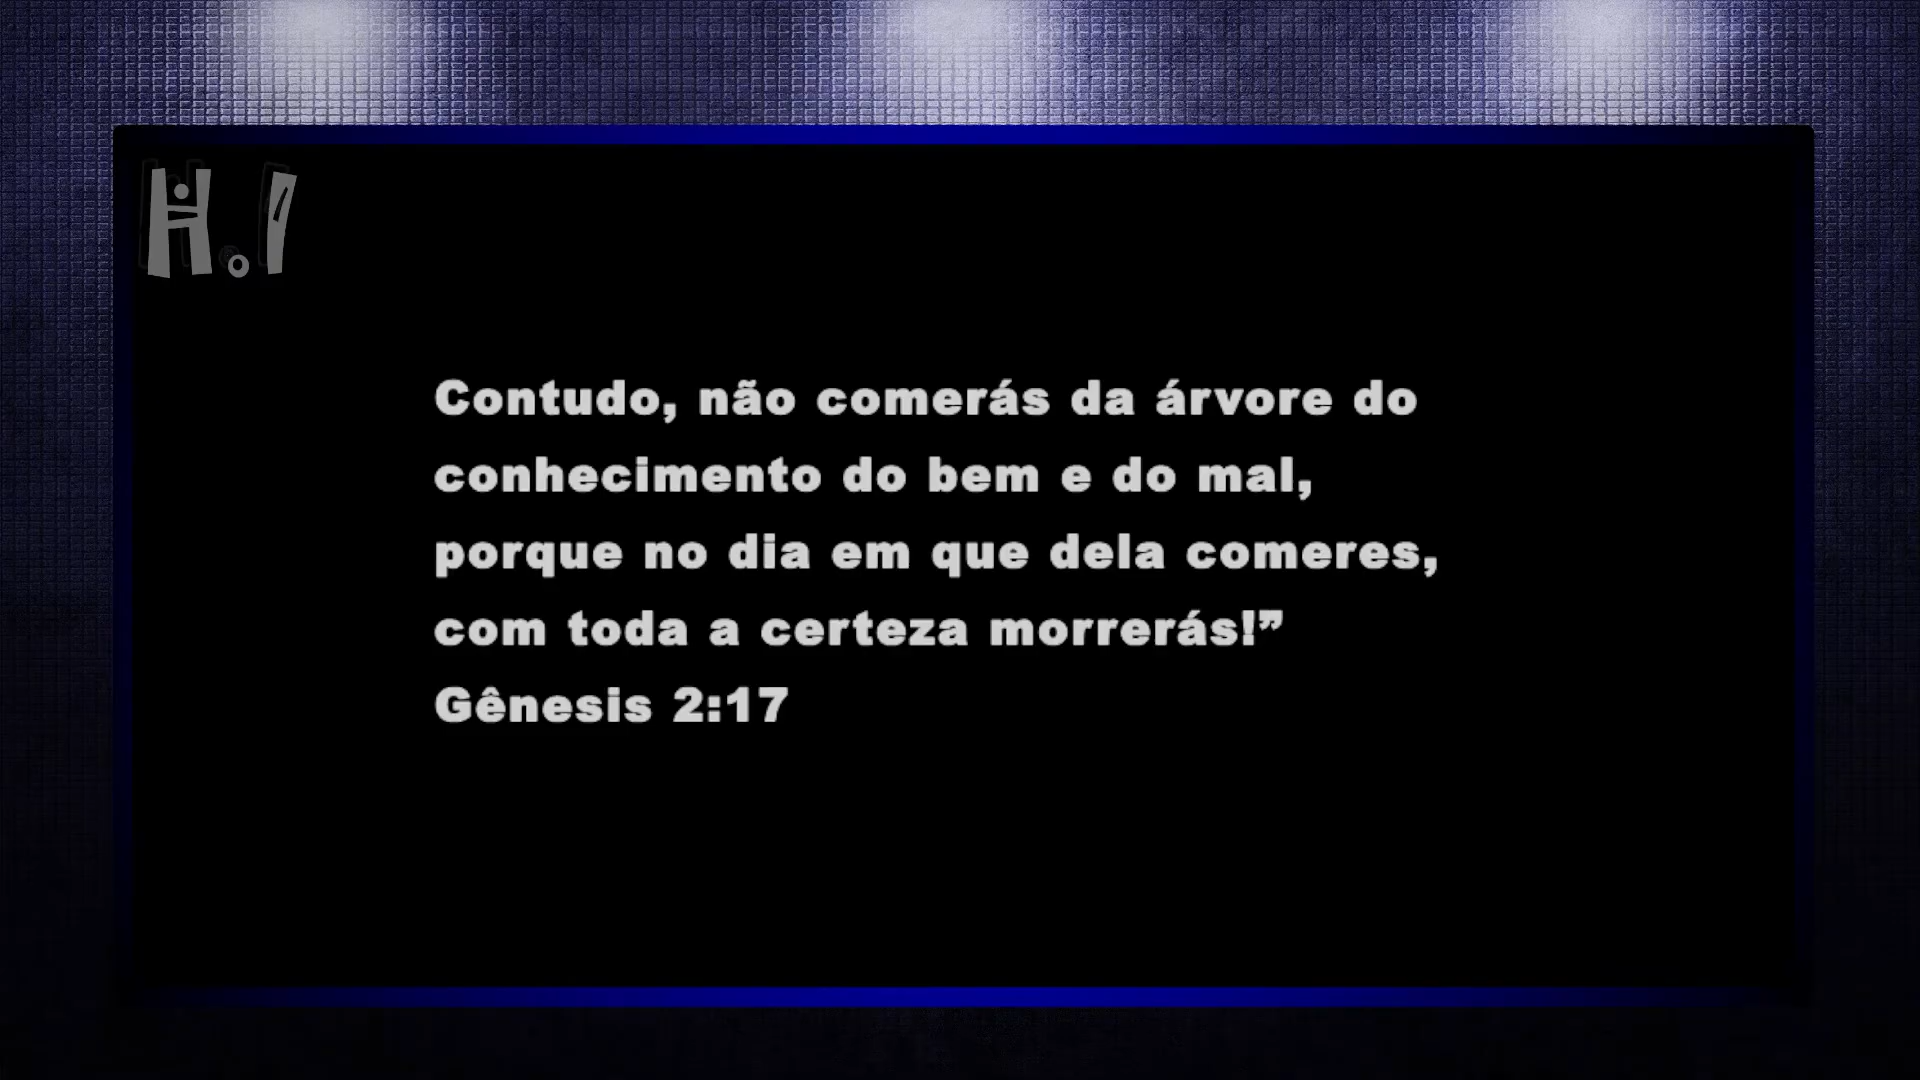 H.I
Contudo, não comerás da árvore do
conhecimento do bem e do mal,
porque no dia em que dela comeres,
com toda a certeza morrerás!”
Gênesis 2:17